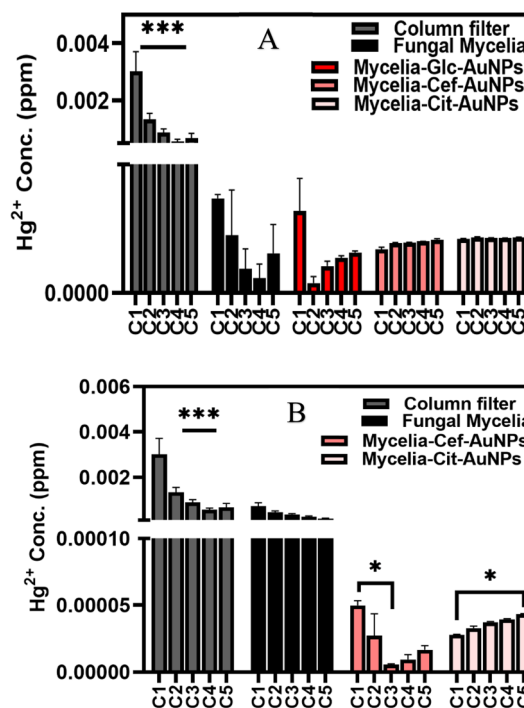 A
***
Column filter
Fungal Mycelia
Mycelia-Glc-AuNPs
Mycelia-Cef-AuNPs
Mycelia-Cit-AuNPs
Hg2+ Conc. (ppm)
0.004
0.002
0.0000
C1 C2 C3 C4 C5 C1 C2 C3 C4 C5 C1 C2 C3 C4 C5 C1 C2 C3 C4 C5 C1 C2 C3 C4 C5
B
***
Column filter
Fungal Mycelia
Mycelia-Cef-AuNPs
Mycelia-Cit-AuNPs
Hg2+ Conc. (ppm)
0.006
0.004
0.002
0.00010
0.00005
0.00000
*
*
C1 C2 C3 C4 C5 C1 C2 C3 C4 C5 C1 C2 C3 C4 C5 C1 C2 C3 C4 C5